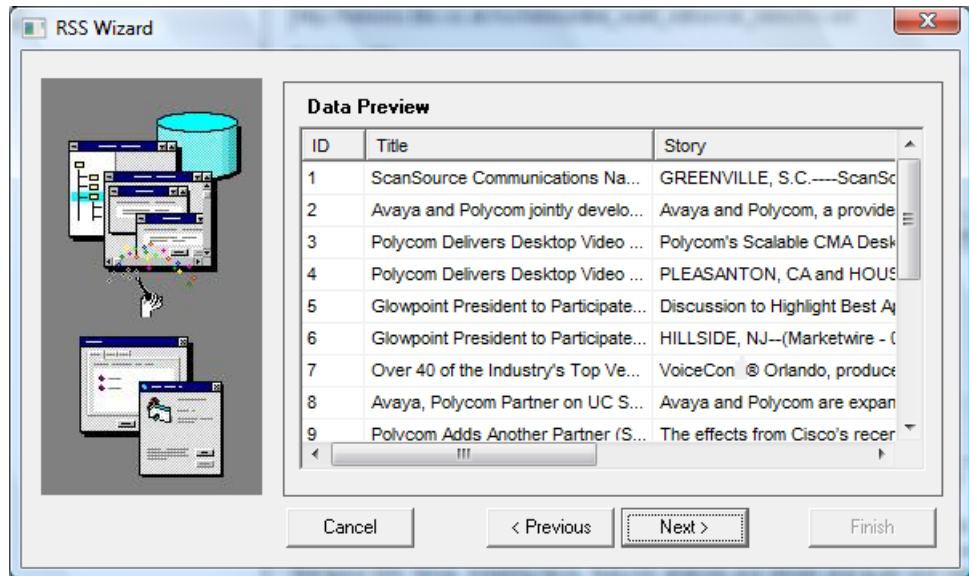 RSS Wizard
Data Preview
ID Title Story
1 ScanSource Communications Na... GREENVILLE, S.C.----ScanSc
2 Avaya and Polycom jointly develo... Avaya and Polycom, a provide
3 Polycom Delivers Desktop Video ... Polycom's Scalable CMA Desk
4 Polycom Delivers Desktop Video ... PLEASANTON, CA and HOUS
5 Glowpoint President to Participate... Discussion to Highlight Best Ap
6 Glowpoint President to Participate... HILLSIDE, NJ--(Marketwire - 0
7 Over 40 of the Industry's Top Ve... VoiceCon ® Orlando, produce
8 Avaya, Polycom Partner on UC S... Avaya and Polycom are expan
9 Polycom Adds Another Partner (S... The effects from Cisco's recer
Cancel < Previous Next > Finish